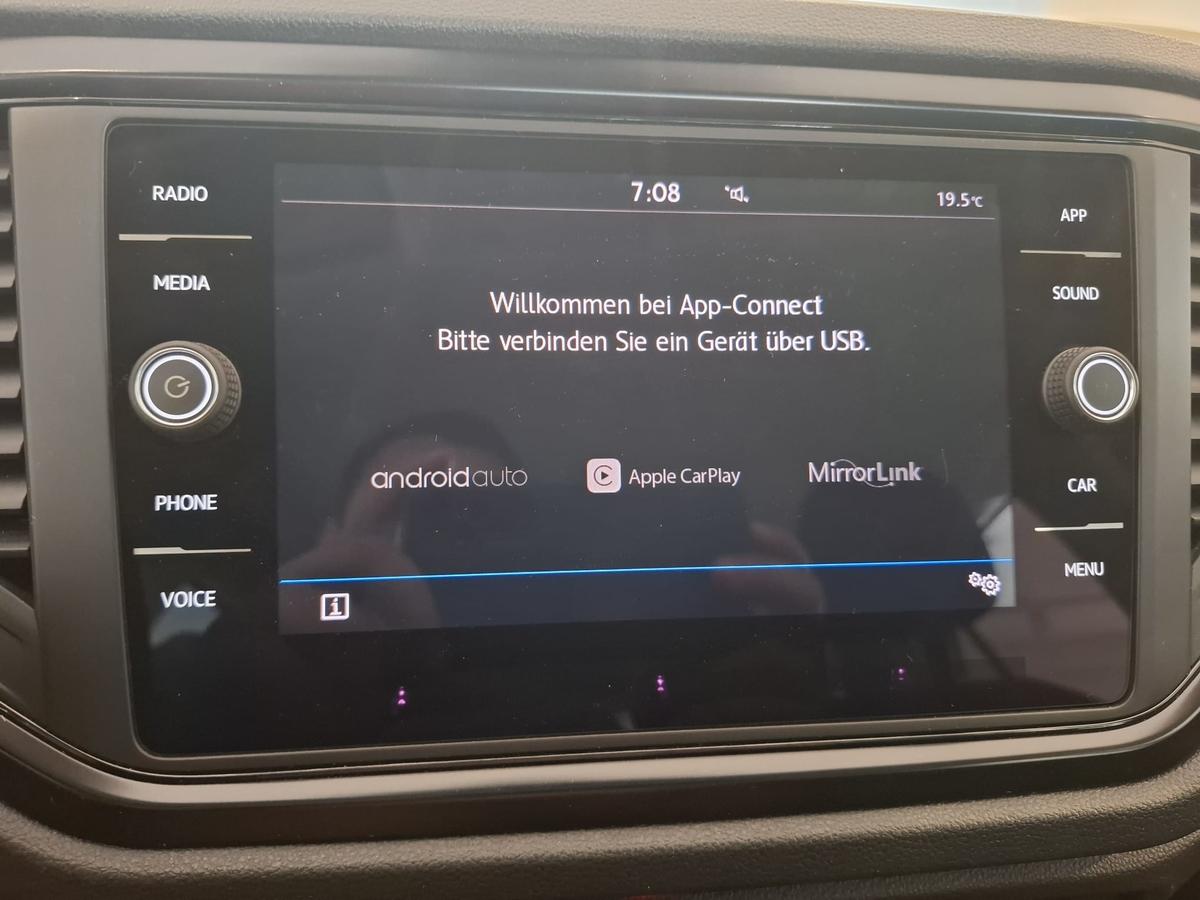 RADIO
MEDIA
PHONE
VOICE
7:08
19.5°C
Willkommen bei App-Connect
Bitte verbinden Sie ein Gerät über USB.
androidauto
Apple CarPlay
MirrorLink
i
APP
SOUND
CAR
MENU